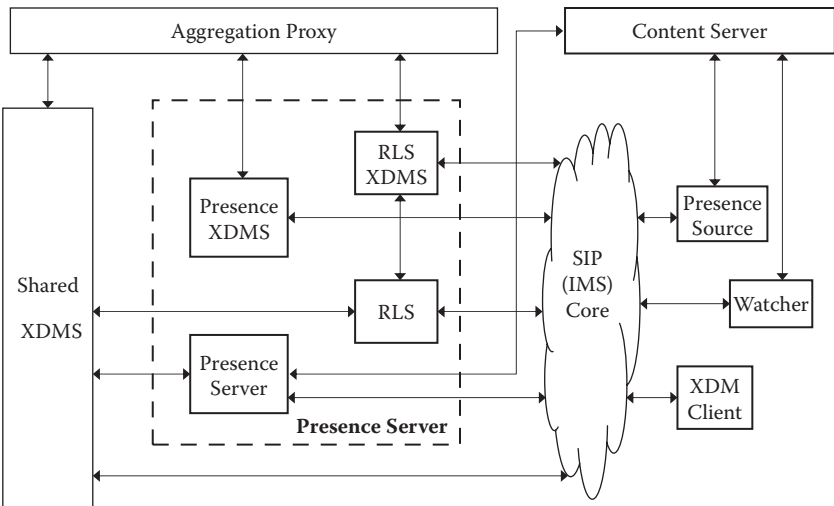 Aggregation Proxy
Content Server
RLS
XDMS
Presence
XDMS
Presence
Source
Shared
XDMS
SIP
(IMS)
Core
RLS
Watcher
Presence
Server
XDM
Client
Presence Server